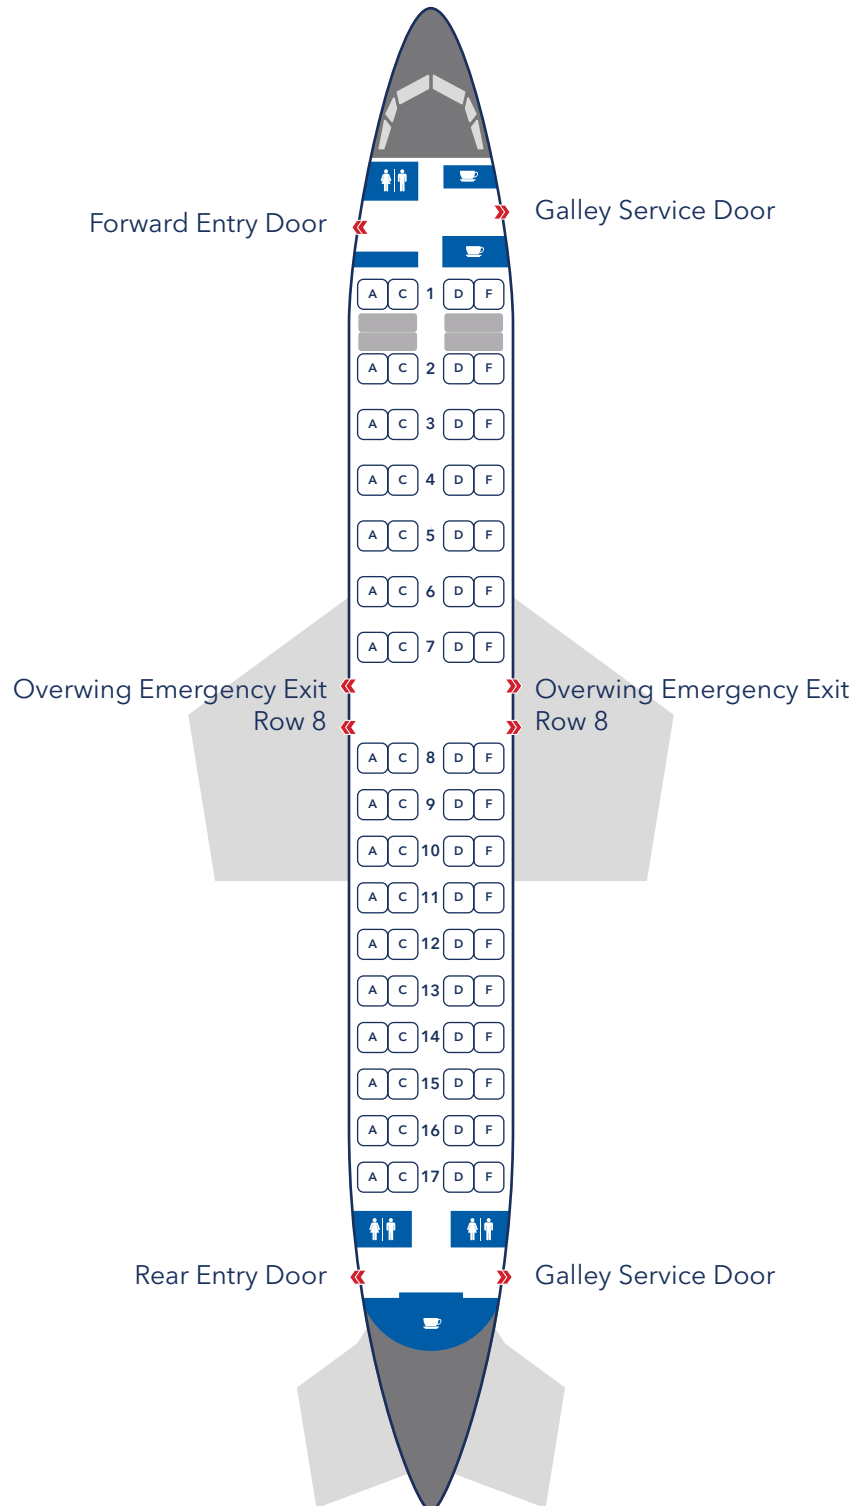 Galley Service Door
Forward Entry Door
A C 1 D F
A C 2 D F
A C 3 D F
A C 4 D F
A C 5 D F
A C 6 D F
A C 7 D F
Overwing Emergency Exit
Row 8
Overwing Emergency Exit
Row 8
A C 8 D F
A C 9 D F
A C 10 D F
A C 11 D F
A C 12 D F
A C 13 D F
A C 14 D F
A C 15 D F
A C 16 D F
A C 17 D F
Rear Entry Door
Galley Service Door